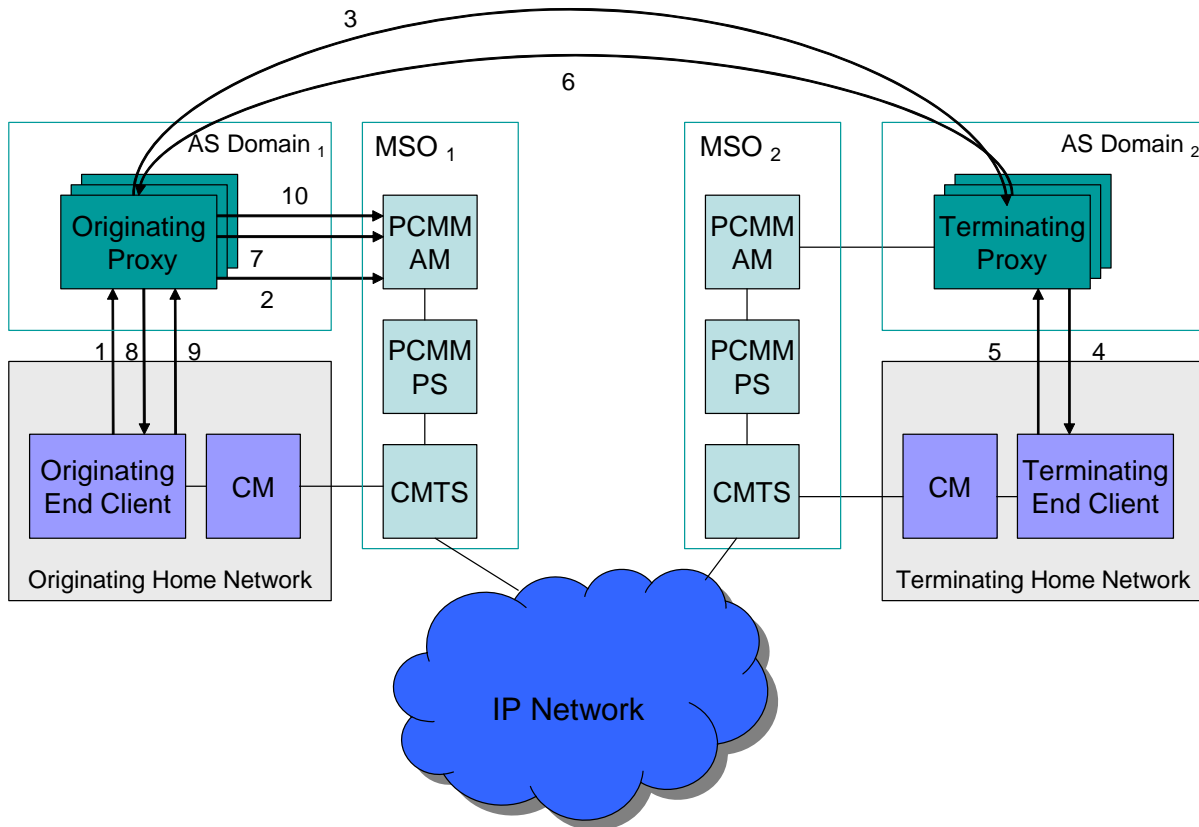 3
6
AS Domain 1
MSO 1
MSO 2
AS Domain 2
10
Originating
Proxy
7
2
PCMM
AM
PCMM
AM
Terminating
Proxy
1
8
9
PCMM
PS
PCMM
PS
5
4
Originating
End Client
CM
CMTS
CMTS
CM
Terminating
End Client
Originating Home Network
Terminating Home Network
IP Network